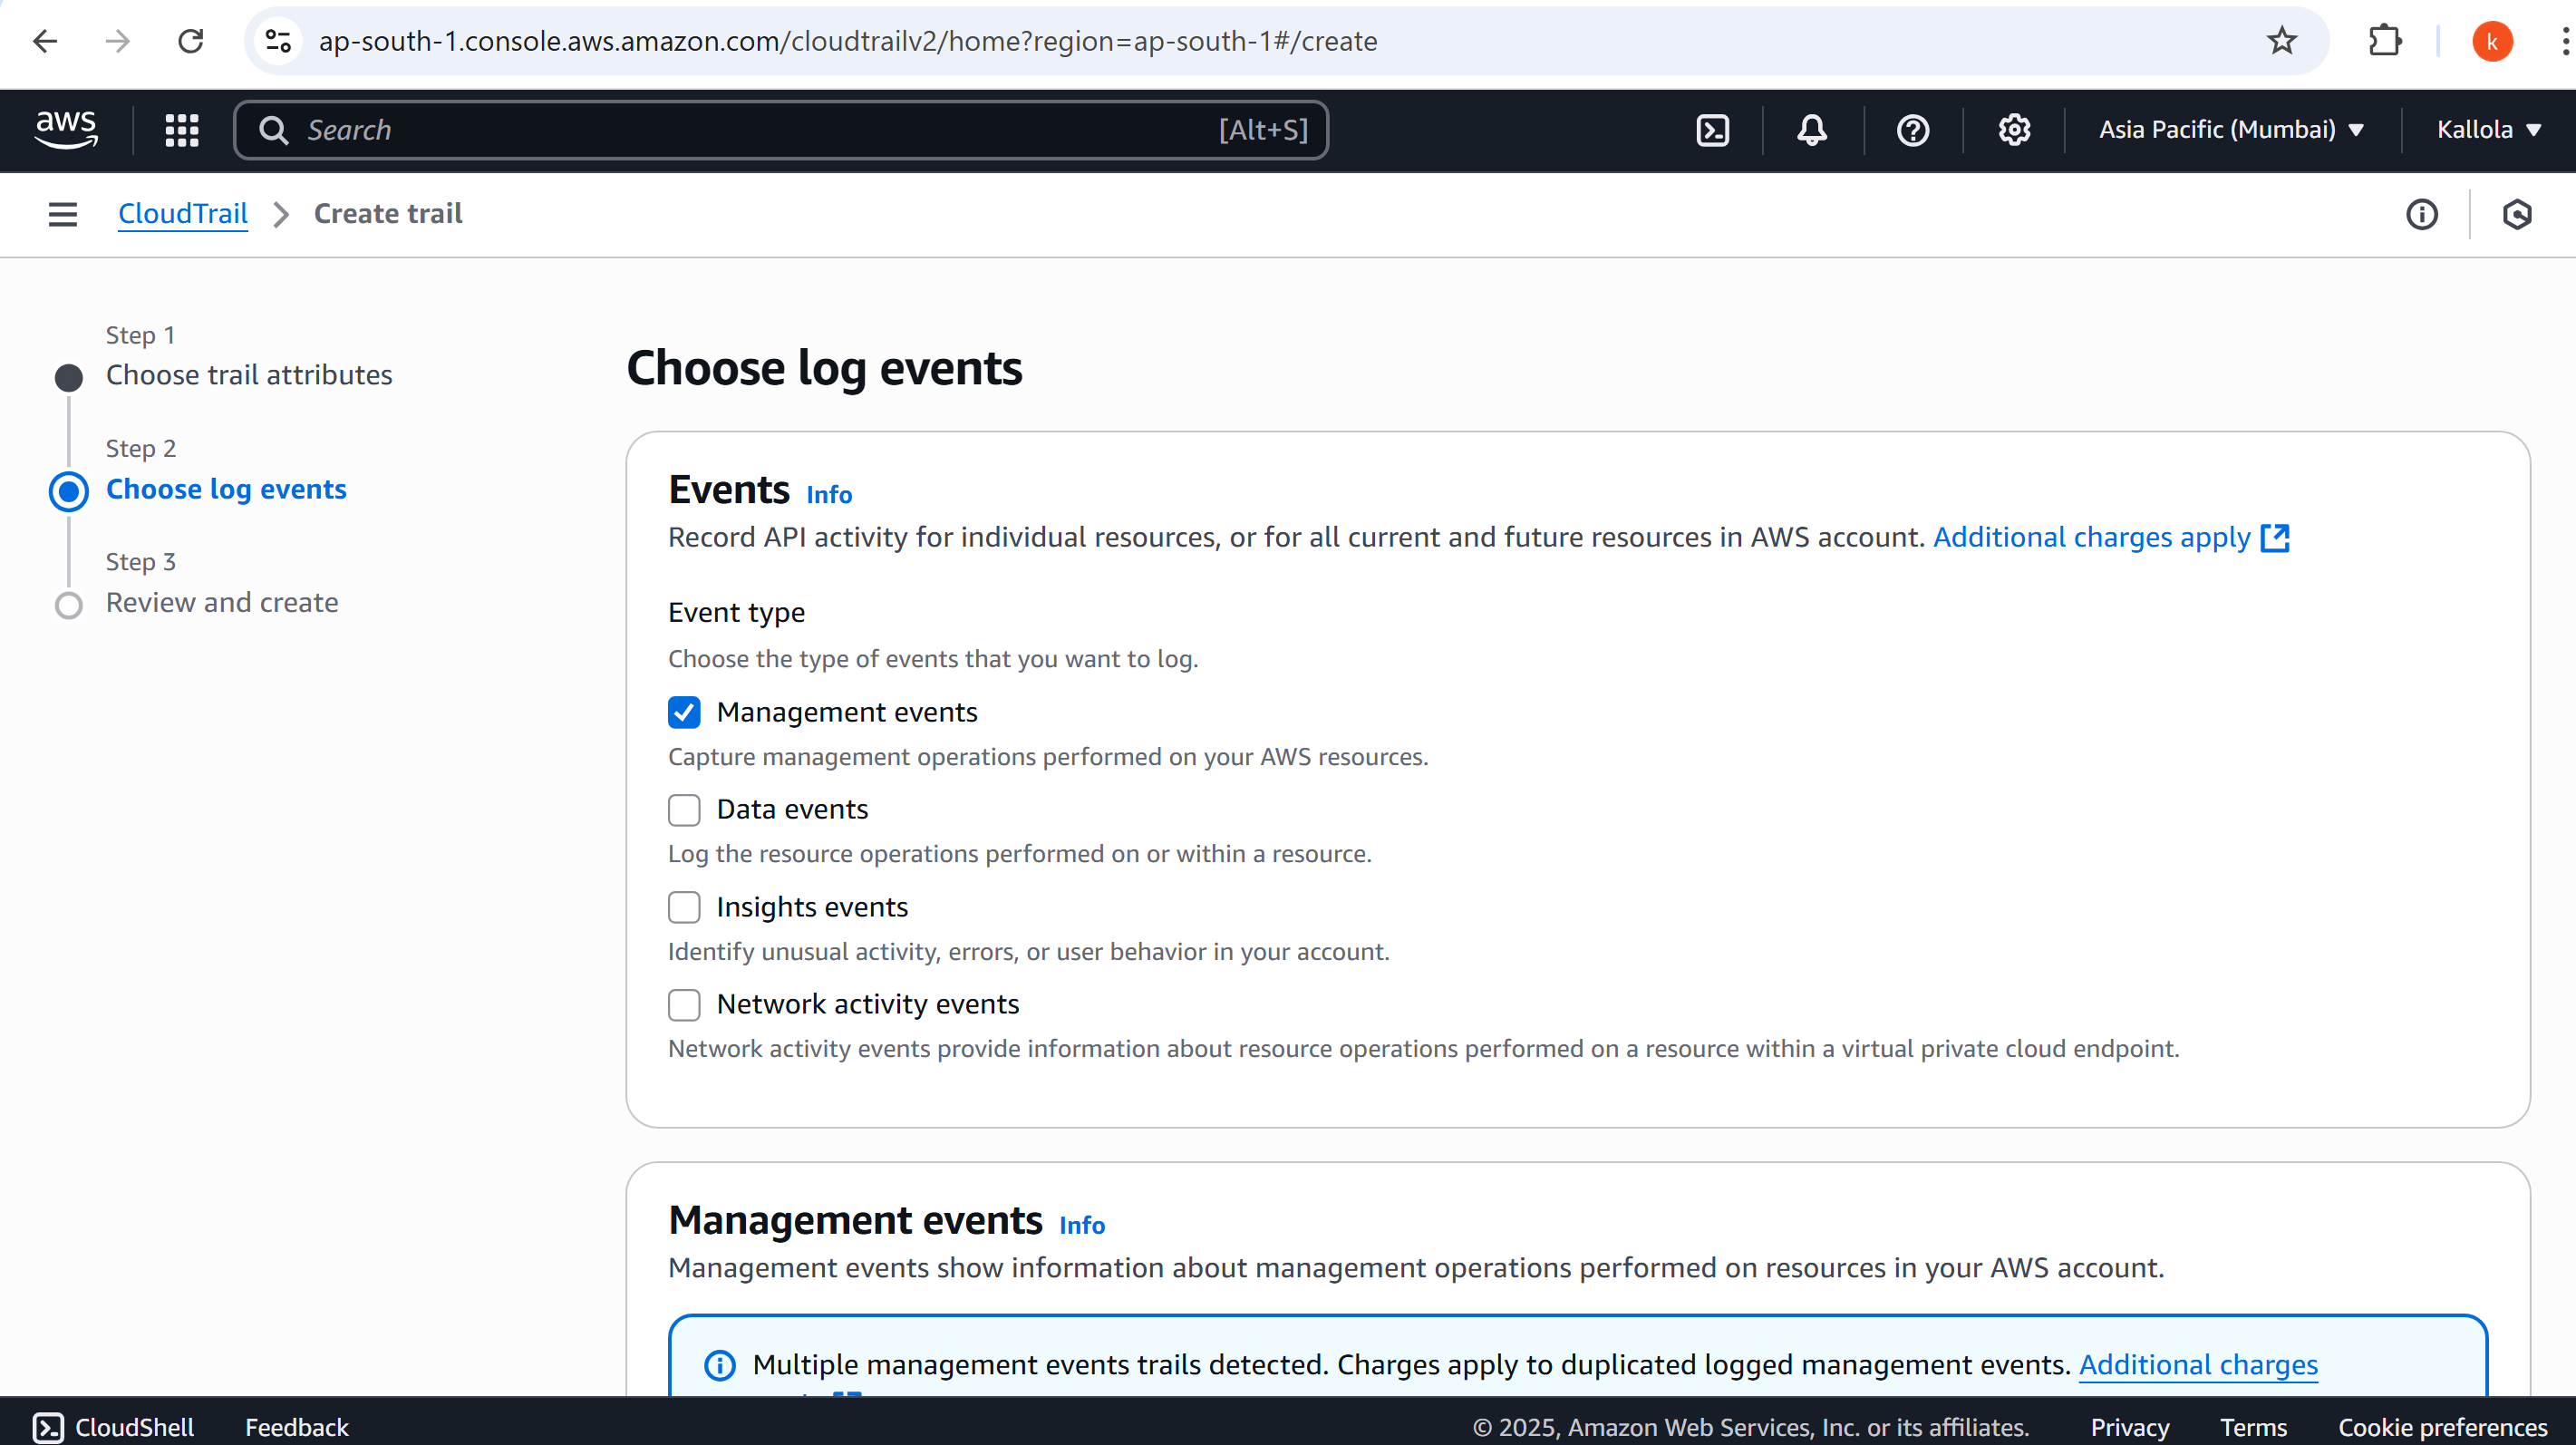 ap-south-1.console.aws.amazon.com/cloudtrailv2/home?region=ap-south-1#/create
k
aws
Search
[Alt+S]
Asia Pacific (Mumbai)
Kallola
CloudTrail
Create trail
Step 1
Choose trail attributes
Step 2
Choose log events
Step 3
Review and create
Choose log events
Events Info
Record API activity for individual resources, or for all current and future resources in AWS account. Additional charges apply
Event type
Choose the type of events that you want to log.
Management events
Capture management operations performed on your AWS resources.
Data events
Log the resource operations performed on or within a resource.
Insights events
Identify unusual activity, errors, or user behavior in your account.
Network activity events
Network activity events provide information about resource operations performed on a resource within a virtual private cloud endpoint.
Management events Info
Management events show information about management operations performed on resources in your AWS account.
Multiple management events trails detected. Charges apply to duplicated logged management events. Additional charges
CloudShell
Feedback
© 2025, Amazon Web Services, Inc. or its affiliates.
Privacy
Terms
Cookie preferences